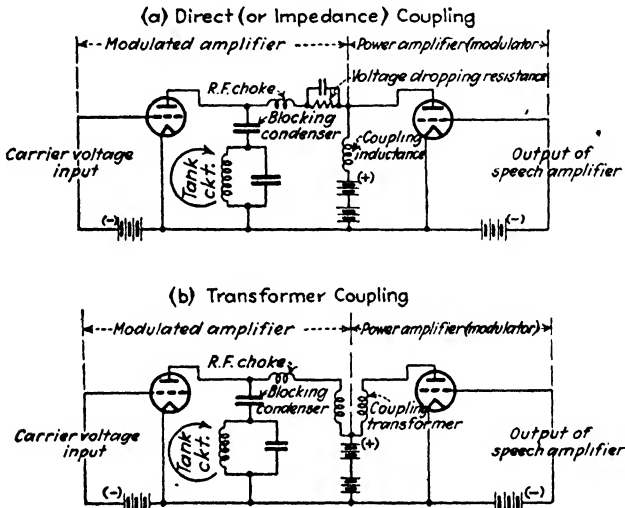 (a) Direct (or Impedance) Coupling
Modulated amplifier
Power amplifier (modulator)
Voltage dropping resistance
R.F. choke
Blocking condenser
Coupling inductance
(+)
Carrier voltage input
Tank ckt.
Output of speech amplifier
(-)
(-)
(b) Transformer Coupling
Modulated amplifier
Power amplifier (modulator)
R.F. choke
Blocking condenser
Coupling transformer
(+)
Carrier voltage input
Tank ckt.
Output of speech amplifier
(-)
(-)